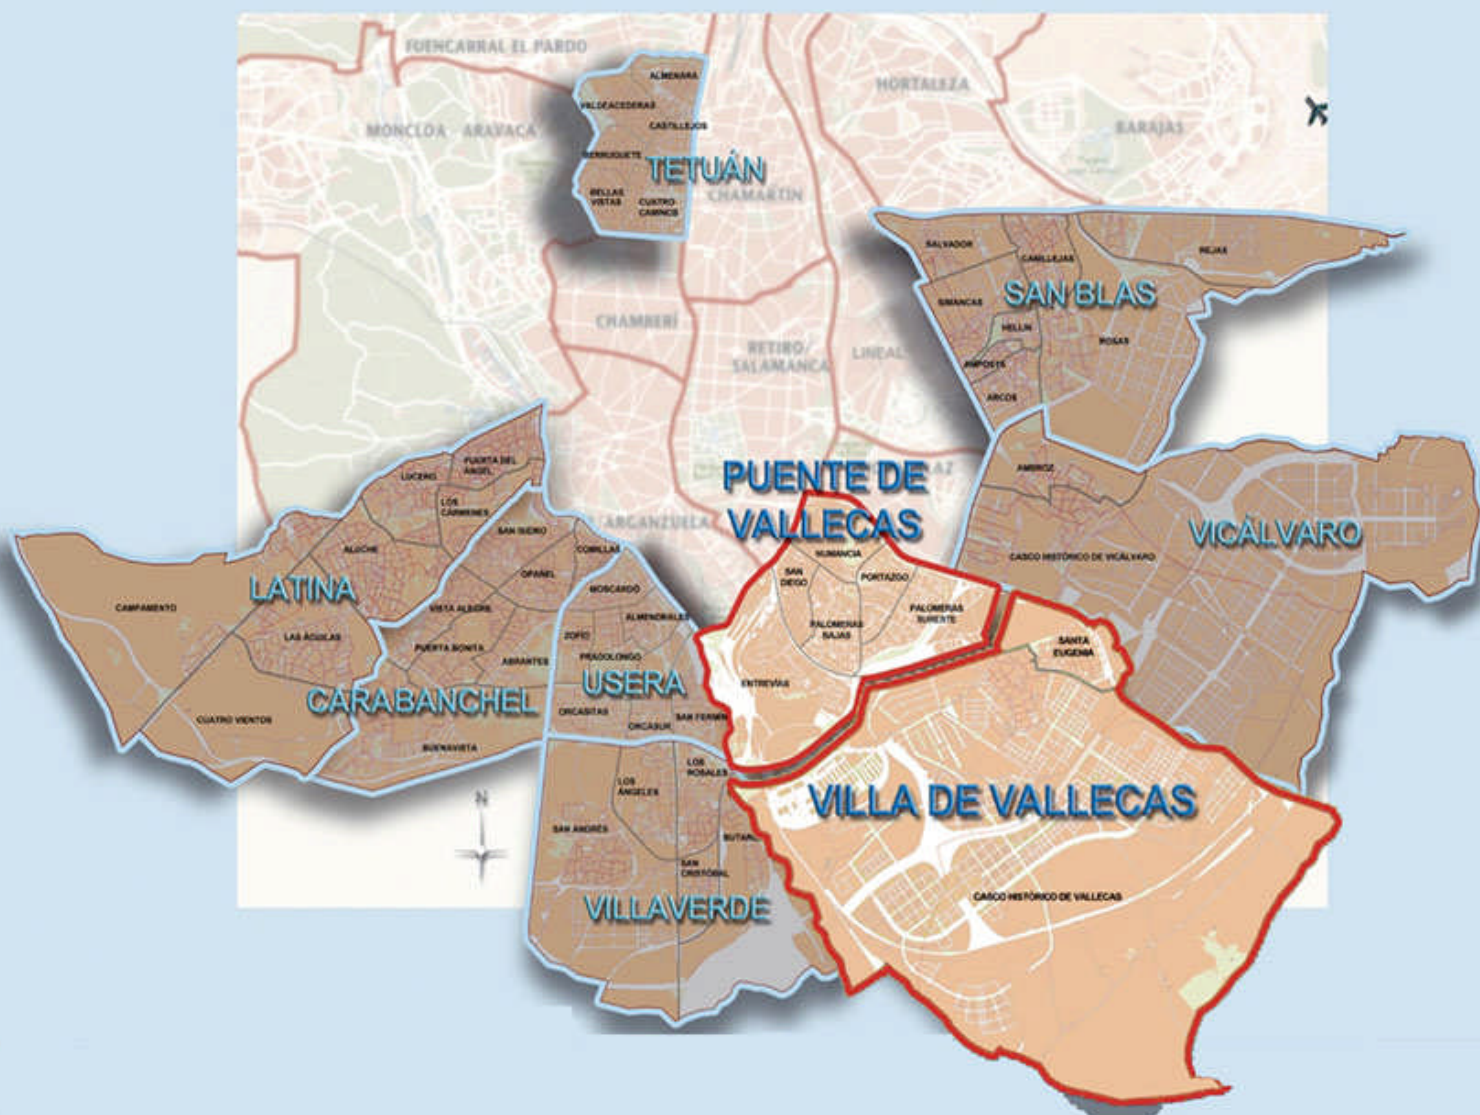 FUENCARRAL EL PARDO
ALMENARA
HORTALEZA
VALDEACEDERAS
MONCLOA - ARAVACA
CASTILLEJOS
BARAJAS
BERRUGUETE
TETUÁN
CHAMARTIN
BELLAS
VISTAS
CUATRO
CAMINOS
SALVADOR
CANILLEJAS
REJAS
SAN BLAS
SIMANCAS
CHAMBERÍ
HELLIN
ROSAS
RETIRO/
SALAMANCA
LINEAL
AMPOSTA
ARCOS
PUERTA DEL
ÁNGEL
LUCERO
LOS
CÁRMENES
PUENTE DE
VALLECAS
AMBROZ
ARGANZUELA
SAN ISIDRO
VICÁLVARO
ALUCHE
COMILLAS
NUMANCIA
CASCO HISTÓRICO DE VICÁLVARO
OPAÑEL
SAN
DIEGO
PORTAZGO
LATINA
MOSCARDÓ
CAMPAMENTO
VISTA ALEGRE
ALMENDRALES
PALOMERAS
SURESTE
PALOMERAS
BAJAS
LAS ÁGUILAS
ZOFÍO
PUERTA BONITA
PRADOLONGO
ABRANTES
SANTA
EUGENIA
USERA
ENTREVÍAS
CARABANCHEL
ORCASITAS
SAN FERMÍN
CUATRO VIENTOS
ORCASUR
BUENAVISTA
LOS
ROSALES
LOS
ÁNGELES
N
VILLA DE VALLECAS
SAN ANDRÉS
BUTAR
SAN
CRISTÓBAL
CASCO HISTÓRICO DE VALLECAS
VILLAVERDE